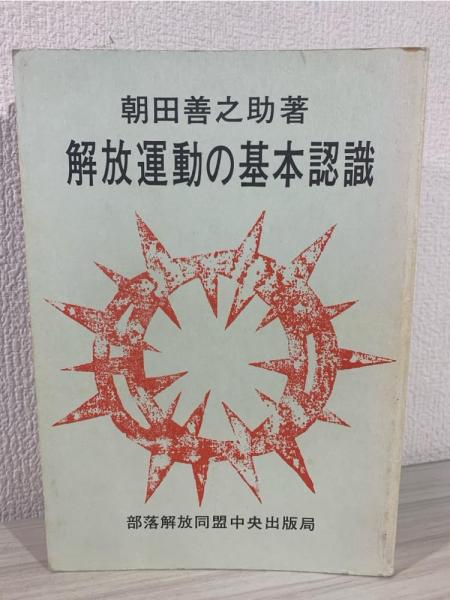 朝田善之助著
解放運動の基本認識
部落解放同盟中央出版局